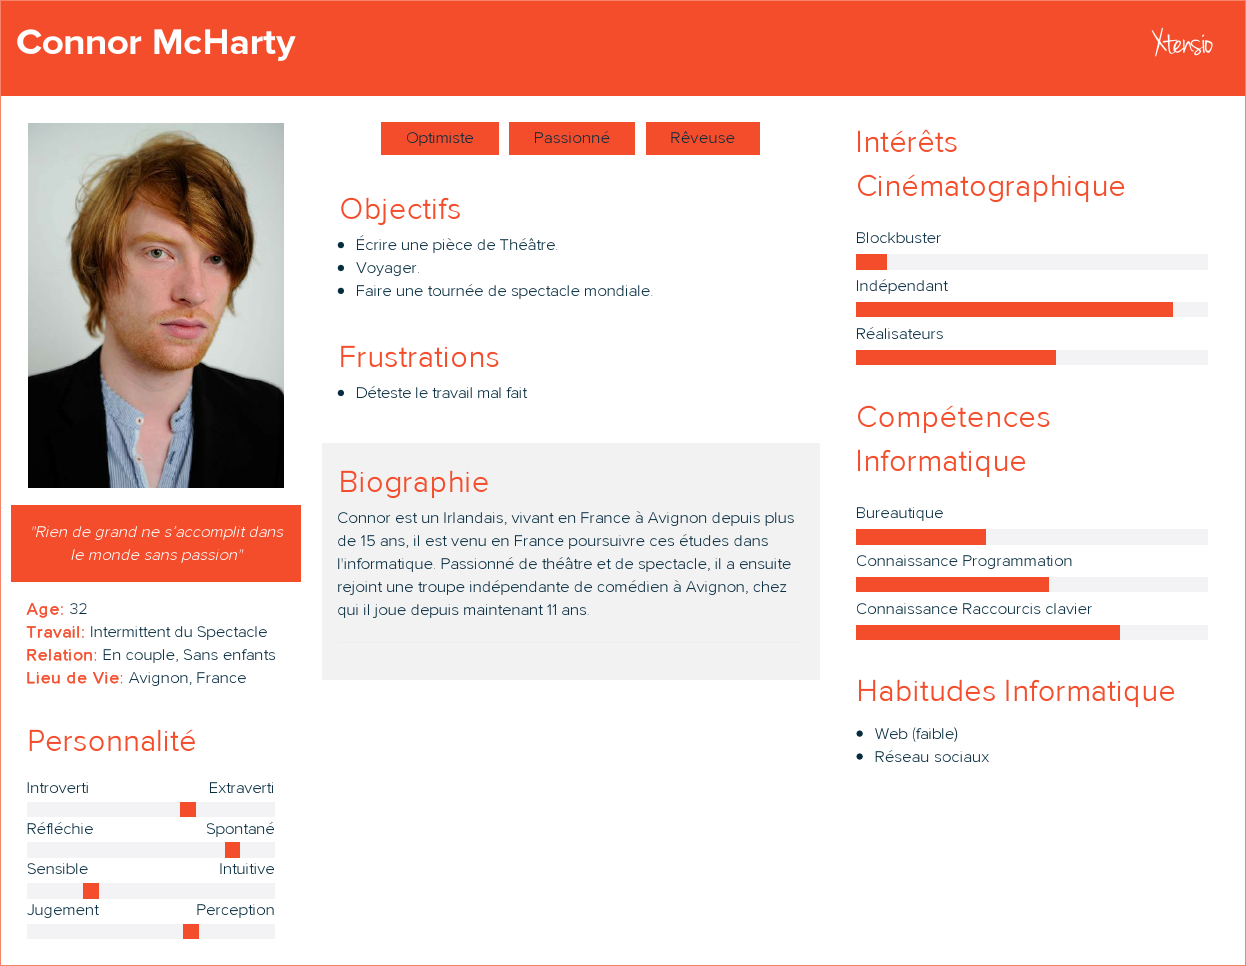 Connor McHarty
Xtensio
"Rien de grand ne s'accomplit dans
le monde sans passion"
Age: 32
Travail: Intermittent du Spectacle
Relation: En couple, Sans enfants
Lieu de Vie: Avignon, France
Personnalité
Introverti Extraverti
Réfléchie Spontané
Sensible Intuitive
Jugement Perception
Optimiste Passionné Rêveuse
Objectifs
• Écrire une pièce de Théâtre.
• Voyager.
• Faire une tournée de spectacle mondiale.
Frustrations
• Déteste le travail mal fait
Biographie
Connor est un Irlandais, vivant en France à Avignon depuis plus
de 15 ans, il est venu en France poursuivre ces études dans
l'informatique. Passionné de théâtre et de spectacle, il a ensuite
rejoint une troupe indépendante de comédien à Avignon, chez
qui il joue depuis maintenant 11 ans.
Intérêts
Cinématographique
Blockbuster
Indépendant
Réalisateurs
Compétences
Informatique
Bureautique
Connaissance Programmation
Connaissance Raccourcis clavier
Habitudes Informatique
• Web (faible)
• Réseau sociaux